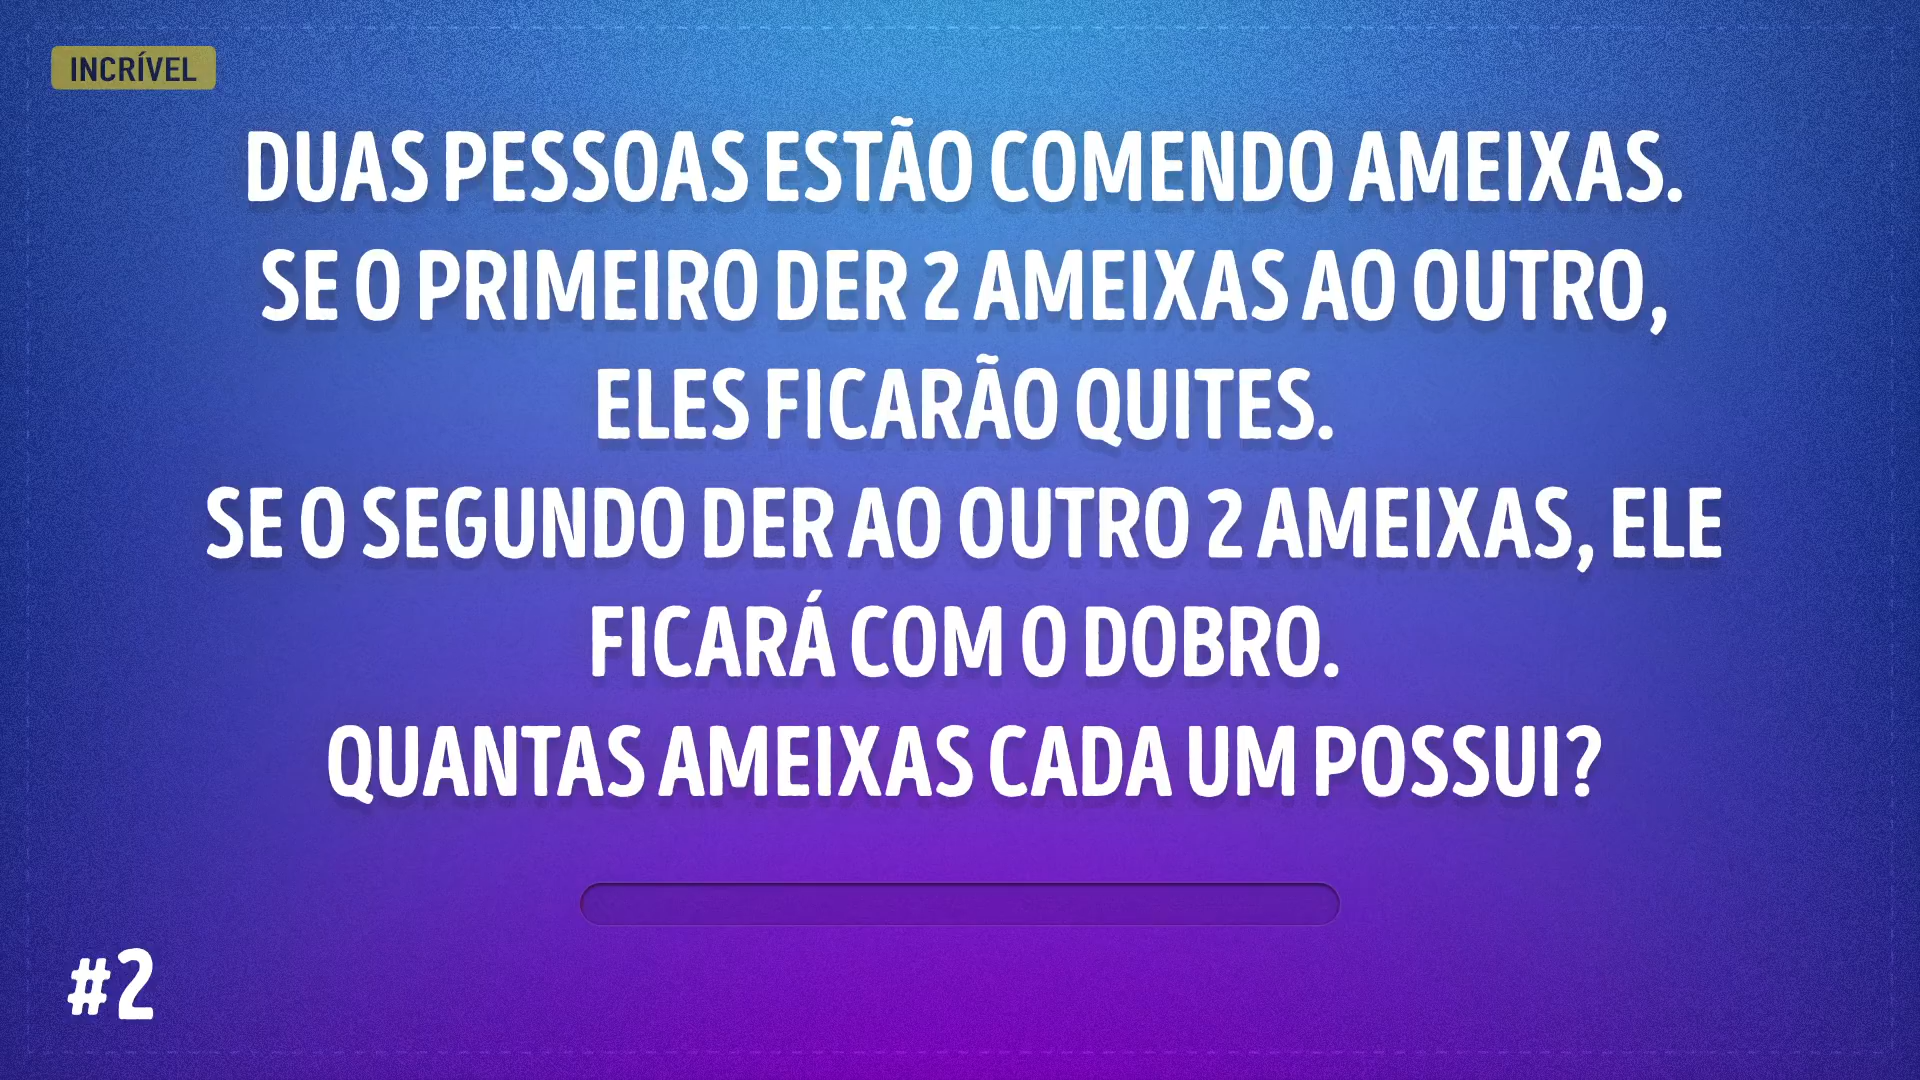 INCRÍVEL
DUAS PESSOAS ESTÃO COMENDO AMEIXAS.
SE O PRIMEIRO DER 2 AMEIXAS AO OUTRO,
ELES FICARÃO QUITES.
SE O SEGUNDO DER AO OUTRO 2 AMEIXAS, ELE
FICARÁ COM O DOBRO.
QUANTAS AMEIXAS CADA UM POSSUI?
#2